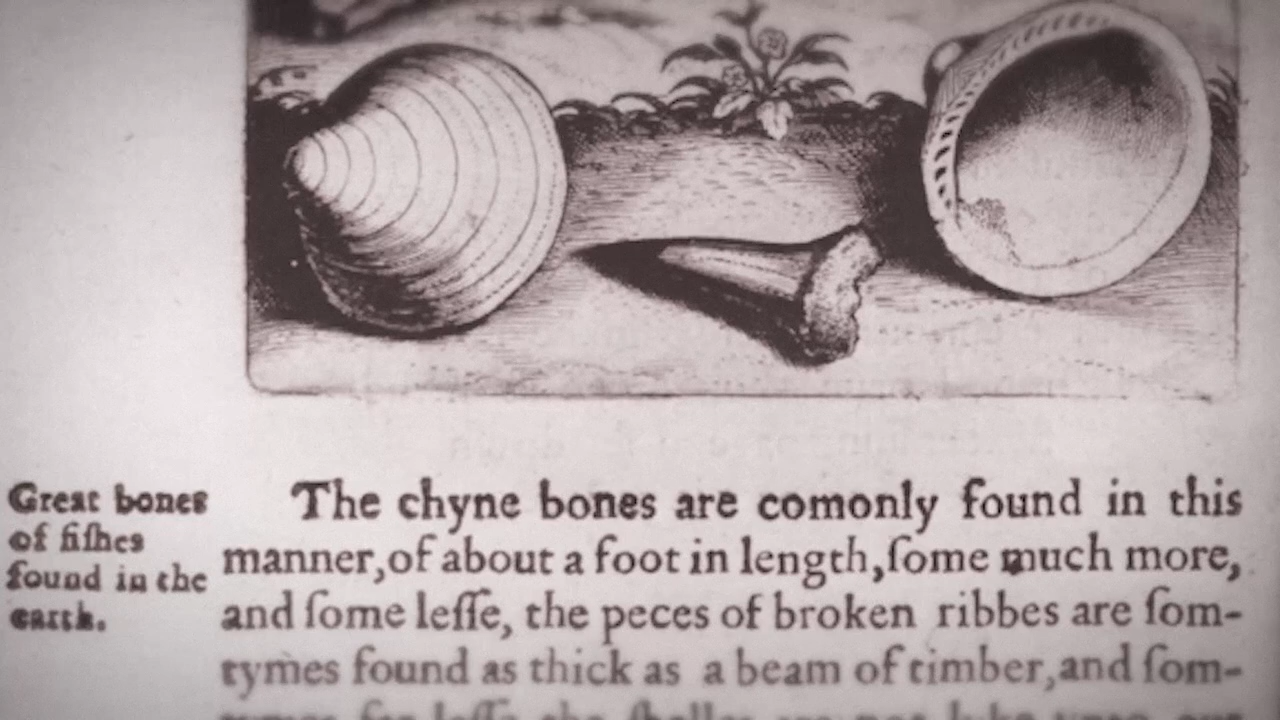 Great bones
of fiſhes
found in the
earth.
The chyne bones are comonly found in this
manner,of about a foot in length,ſome much more,
and ſome leſſe, the peces of broken ribbes are ſom-
tymes found as thick as a beam of timber,and ſom-